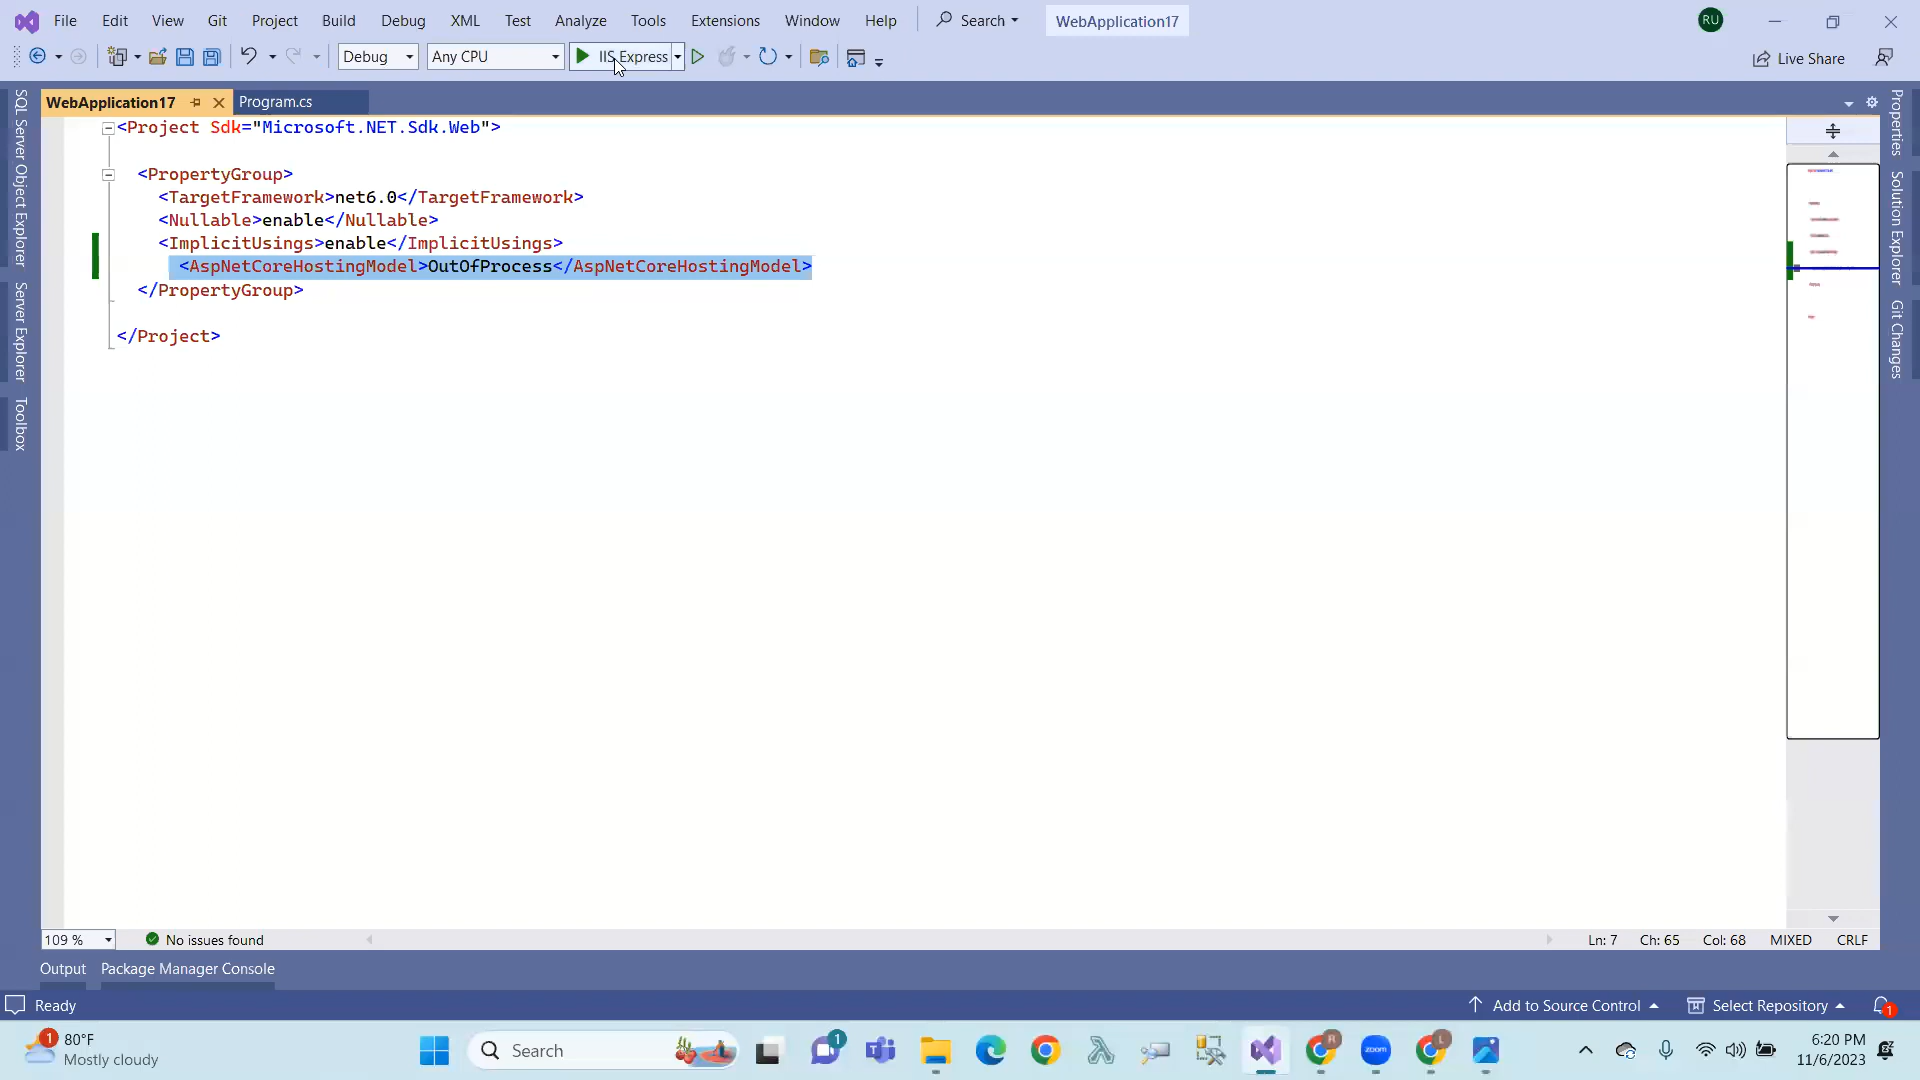 File Edit View Git Project Build Debug XML Test Analyze Tools Extensions Window Help Search WebApplication17 RU
Debug Any CPU IIS Express Live Share
WebApplication17 Program.cs
<Project Sdk="Microsoft.NET.Sdk.Web">
<PropertyGroup>
<TargetFramework>net6.0</TargetFramework>
<Nullable>enable</Nullable>
<ImplicitUsings>enable</ImplicitUsings>
<AspNetCoreHostingModel>OutOfProcess</AspNetCoreHostingModel>
</PropertyGroup>
</Project>
SQL Server Object Explorer
Server Explorer
Toolbox
Properties
Solution Explorer
Git Changes
109 % No issues found Ln: 7 Ch: 65 Col: 68 MIXED CRLF
Output Package Manager Console
Ready Add to Source Control Select Repository 1
1 80°F Search 1 R zoom L 6:20 PM
Mostly cloudy 11/6/2023